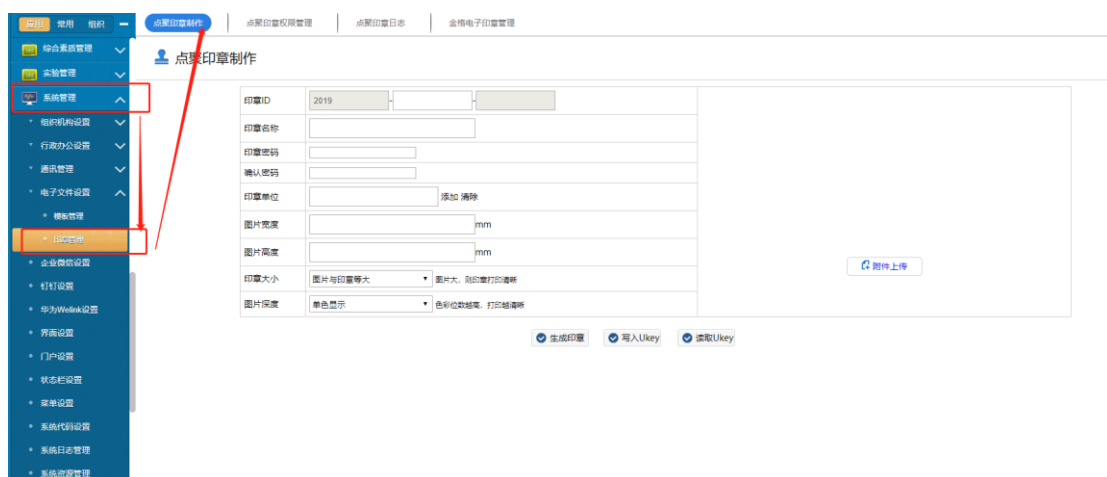 应用 常用 组织
点聚印章制作 点聚印章权限管理 点聚印章日志 金格电子印章管理
综合素质管理
实验管理
系统管理
组织机构设置
行政办公设置
通讯管理
电子文件设置
模板管理
印章管理
企业微信设置
钉钉设置
华为Welink设置
界面设置
门户设置
状态栏设置
菜单设置
系统代码设置
系统日志管理
系统资源管理
点聚印章制作
印章ID 2019 - -
印章名称
印章密码
确认密码
印章单位 添加 清除
图片宽度 mm
图片高度 mm
印章大小 图片与印章等大 图片大，则印章打印清晰
图片深度 单色显示 色彩位数越高，打印越清晰
附件上传
生成印章 写入Ukey 读取Ukey